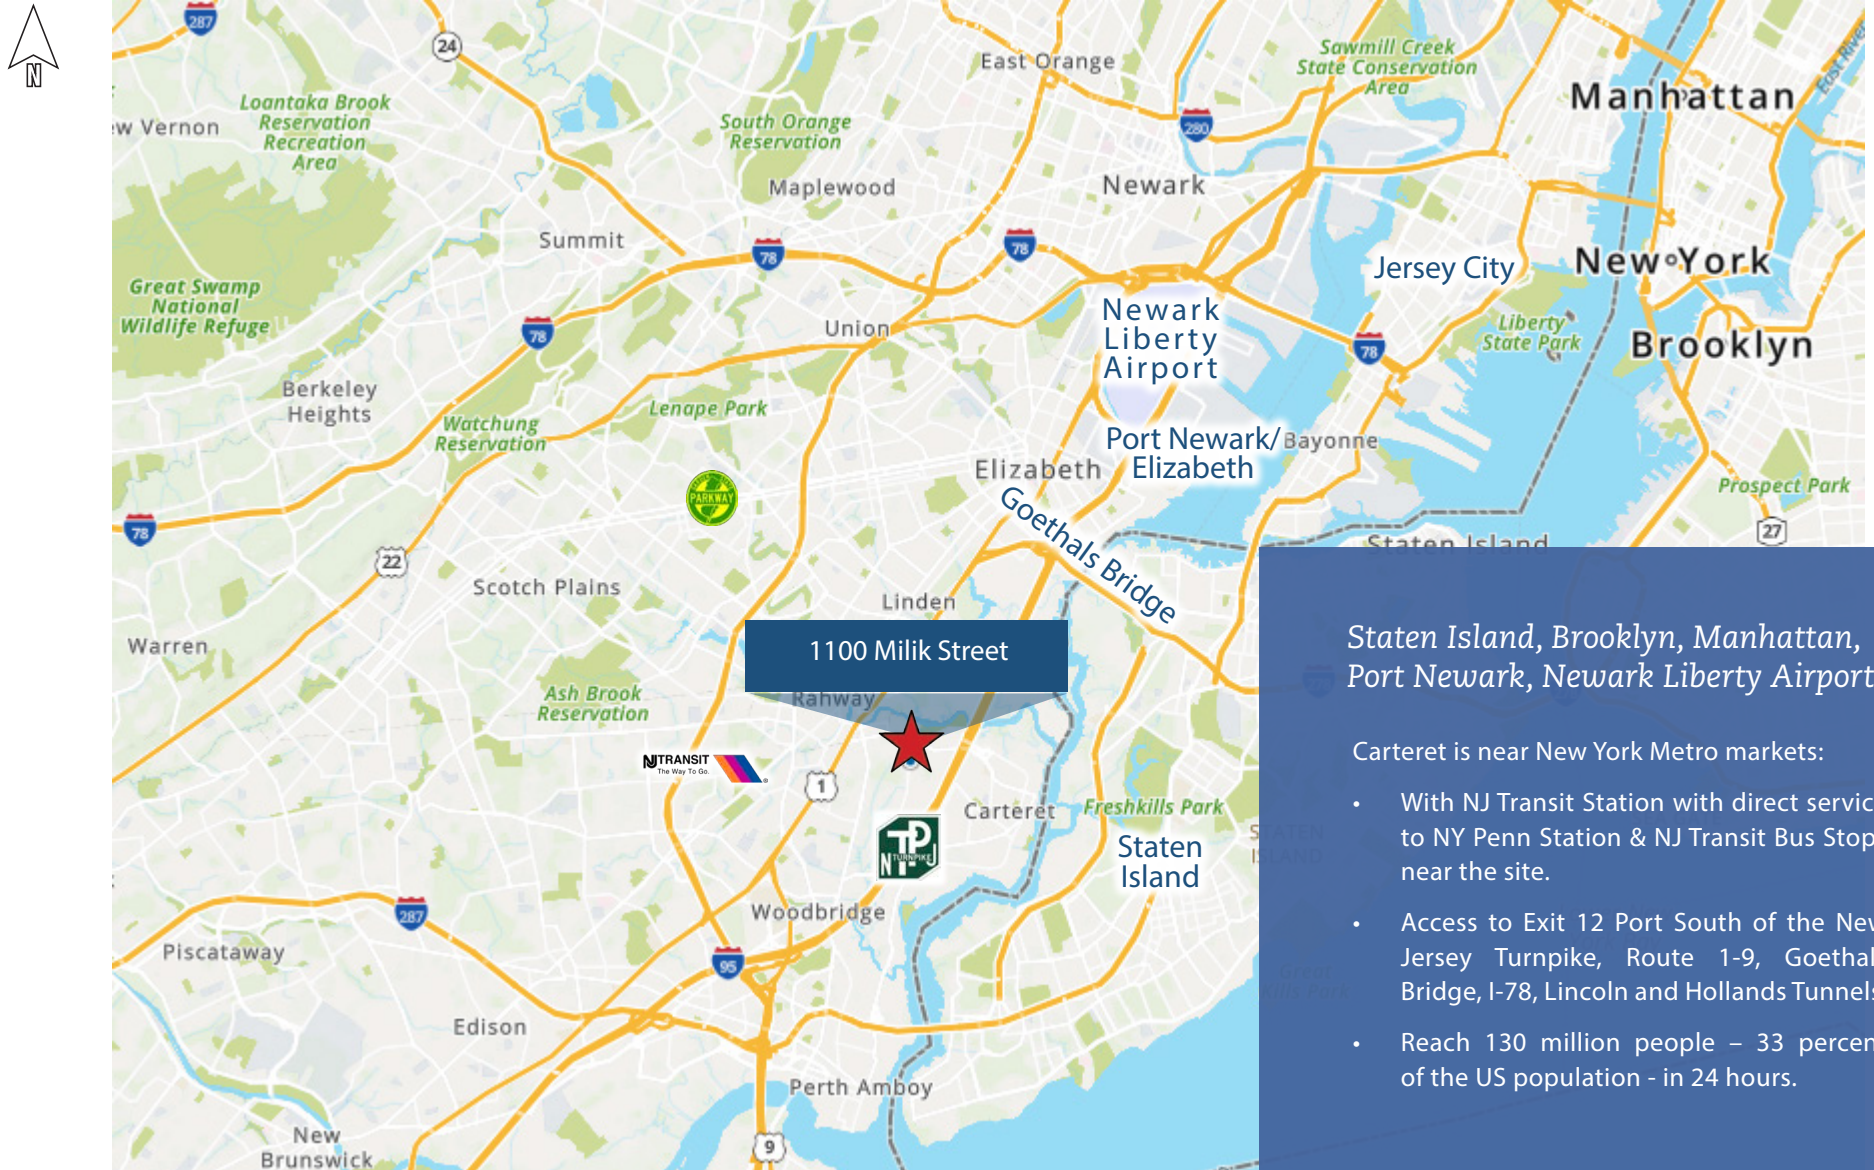 N
287
24
East Orange
Sawmill Creek
State Conservation
Area
East River
Manhattan
Loantaka Brook
Reservation
Recreation
Area
ew Vernon
South Orange
Reservation
280
Maplewood
Newark
Summit
78
78
Jersey City
New York
Great Swamp
National
Wildlife Refuge
78
Union
Newark
Liberty
Airport
Liberty
State Park
78
Brooklyn
Berkeley
Heights
Lenape Park
Watchung
Reservation
Port Newark/
Elizabeth
Bayonne
Elizabeth
PARKWAY
Goethals Bridge
Prospect Park
78
27
22
Staten Island
Scotch Plains
Linden
Warren
1100 Milik Street
Rahway
Ash Brook
Reservation
NJTRANSIT
The Way To Go.
1
Carteret
Freshkills Park
NTPJ
TURNPIKE
Staten
Island
STATEN
ISLAND
287
Woodbridge
Piscataway
95
Great
Kills Park
Edison
Perth Amboy
New
Brunswick
9
Staten Island, Brooklyn, Manhattan,
Port Newark, Newark Liberty Airport
Carteret is near New York Metro markets:
• With NJ Transit Station with direct servic
to NY Penn Station & NJ Transit Bus Stop
near the site.
• Access to Exit 12 Port South of the New
Jersey Turnpike, Route 1-9, Goethal
Bridge, I-78, Lincoln and Hollands Tunnels
• Reach 130 million people – 33 percen
of the US population - in 24 hours.